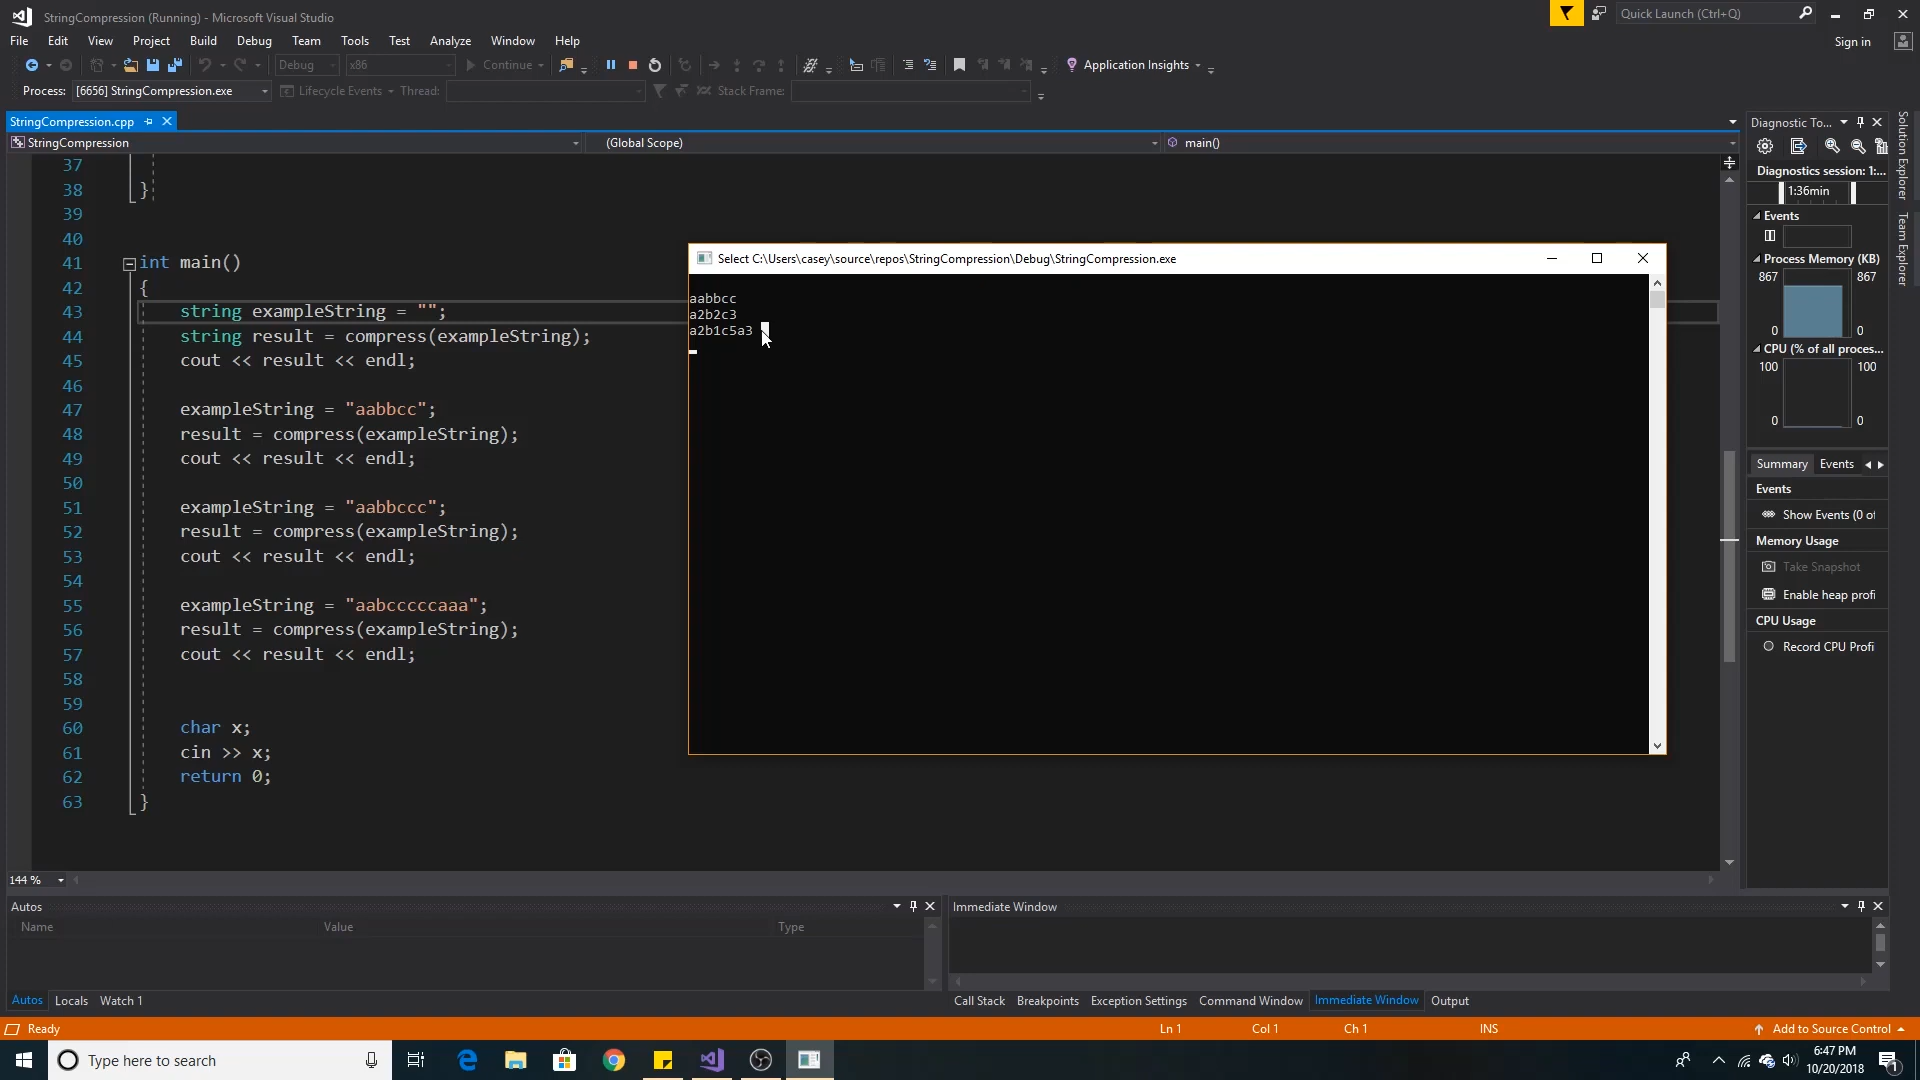 StringCompression (Running) - Microsoft Visual Studio
Quick Launch (Ctrl+Q)
File Edit View Project Build Debug Team Tools Test Analyze Window Help
Sign in
Debug x86 Continue Application Insights
Process: [6656] StringCompression.exe Lifecycle Events Thread: Stack Frame:
StringCompression.cpp
StringCompression (Global Scope) main()
37
38 }
39
40
41 int main()
42 {
43 string exampleString = "";
44 string result = compress(exampleString);
45 cout << result << endl;
46
47 exampleString = "aabbcc";
48 result = compress(exampleString);
49 cout << result << endl;
50
51 exampleString = "aabbccc";
52 result = compress(exampleString);
53 cout << result << endl;
54
55 exampleString = "aabcccccaaa";
56 result = compress(exampleString);
57 cout << result << endl;
58
59
60 char x;
61 cin >> x;
62 return 0;
63 }
Select C:\Users\casey\source\repos\StringCompression\Debug\StringCompression.exe
aabbcc
a2b2c3
a2b1c5a3
Diagnostic To...
Diagnostics session: 1:...
1:36min
Events
Process Memory (KB)
867 867
0 0
CPU (% of all proces...
100 100
0 0
Summary Events
Events
Show Events (0 of
Memory Usage
Take Snapshot
Enable heap profi
CPU Usage
Record CPU Profi
Solution Explorer
Team Explorer
144 %
Autos
Name Value Type
Autos Locals Watch 1
Immediate Window
Call Stack Breakpoints Exception Settings Command Window Immediate Window Output
Ready Ln 1 Col 1 Ch 1 INS Add to Source Control
Type here to search
6:47 PM
10/20/2018
1